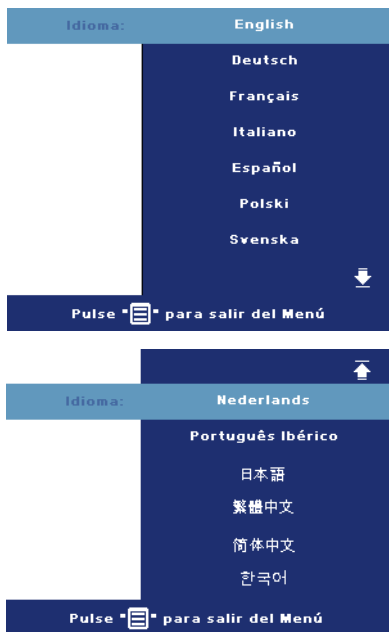 Idioma: English
Deutsch
Français
Italiano
Español
Polski
Svenska
Pulse "" para salir del Menú
Idioma: Nederlands
Português Ibérico
日本語
繁體中文
简体中文
한국어
Pulse "" para salir del Menú